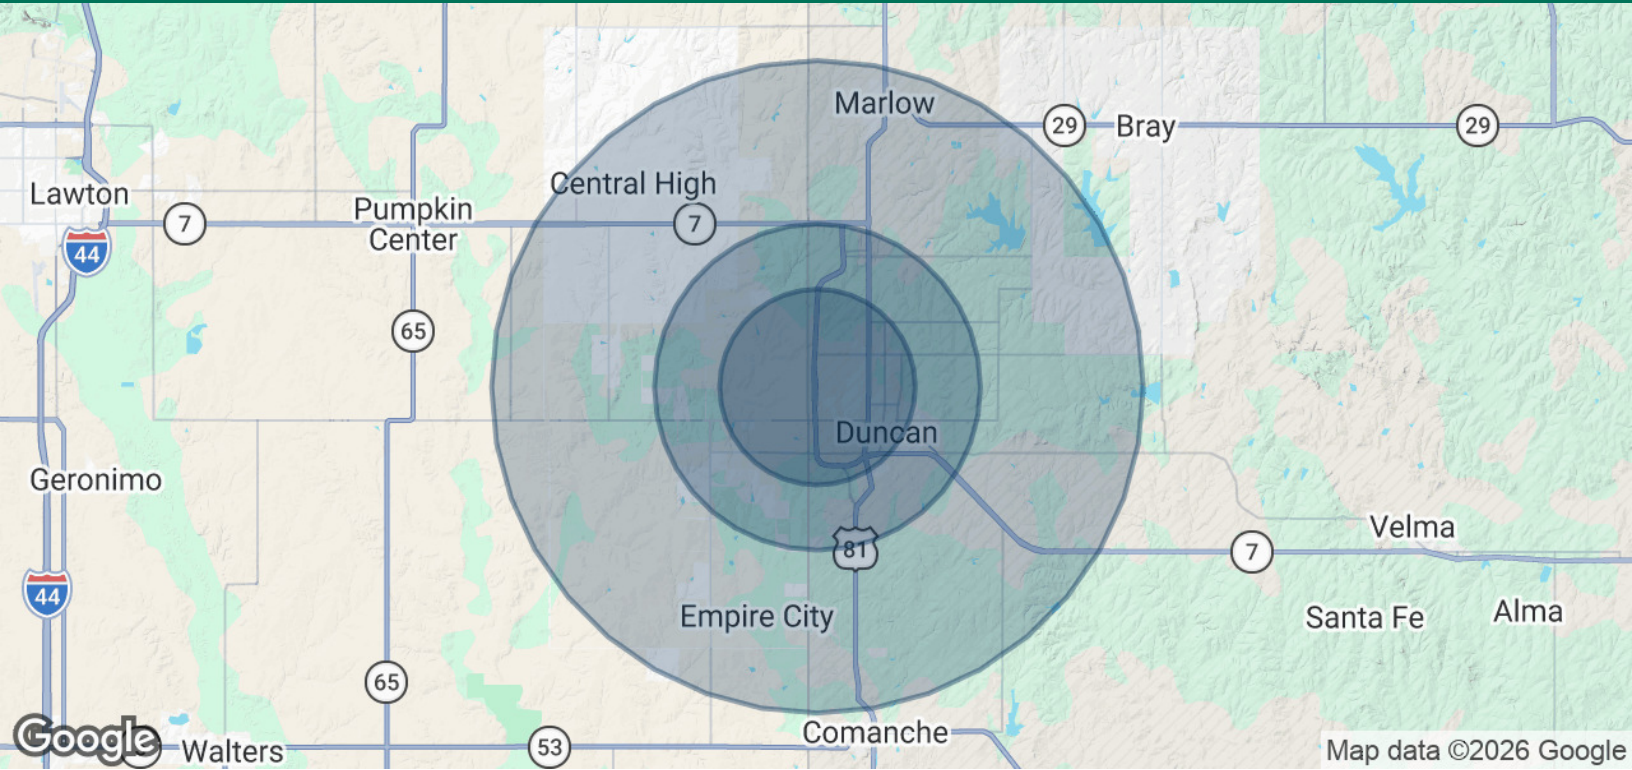 Marlow
29
Bray
29
Central High
Lawton
Pumpkin
Center
7
7
44
65
Duncan
Geronimo
Velma
81
7
44
Empire City
Santa Fe
Alma
65
Comanche
Google
Walters
53
Map data ©2026 Google